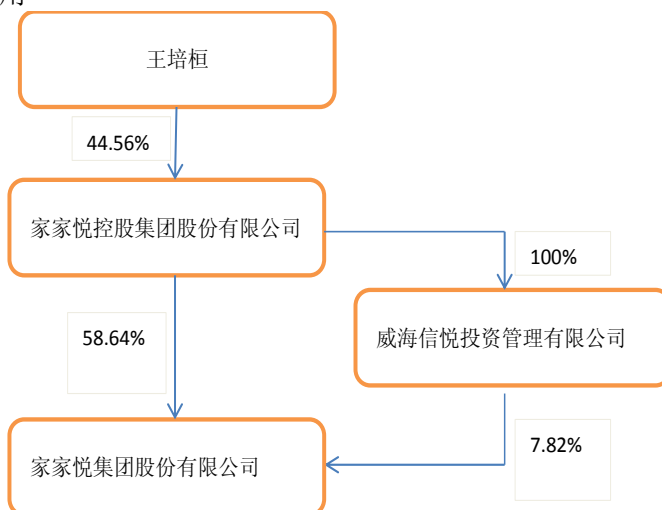 王培桓
44.56%
家家悦控股集团股份有限公司
100%
58.64%
威海信悦投资管理有限公司
家家悦集团股份有限公司
7.82%